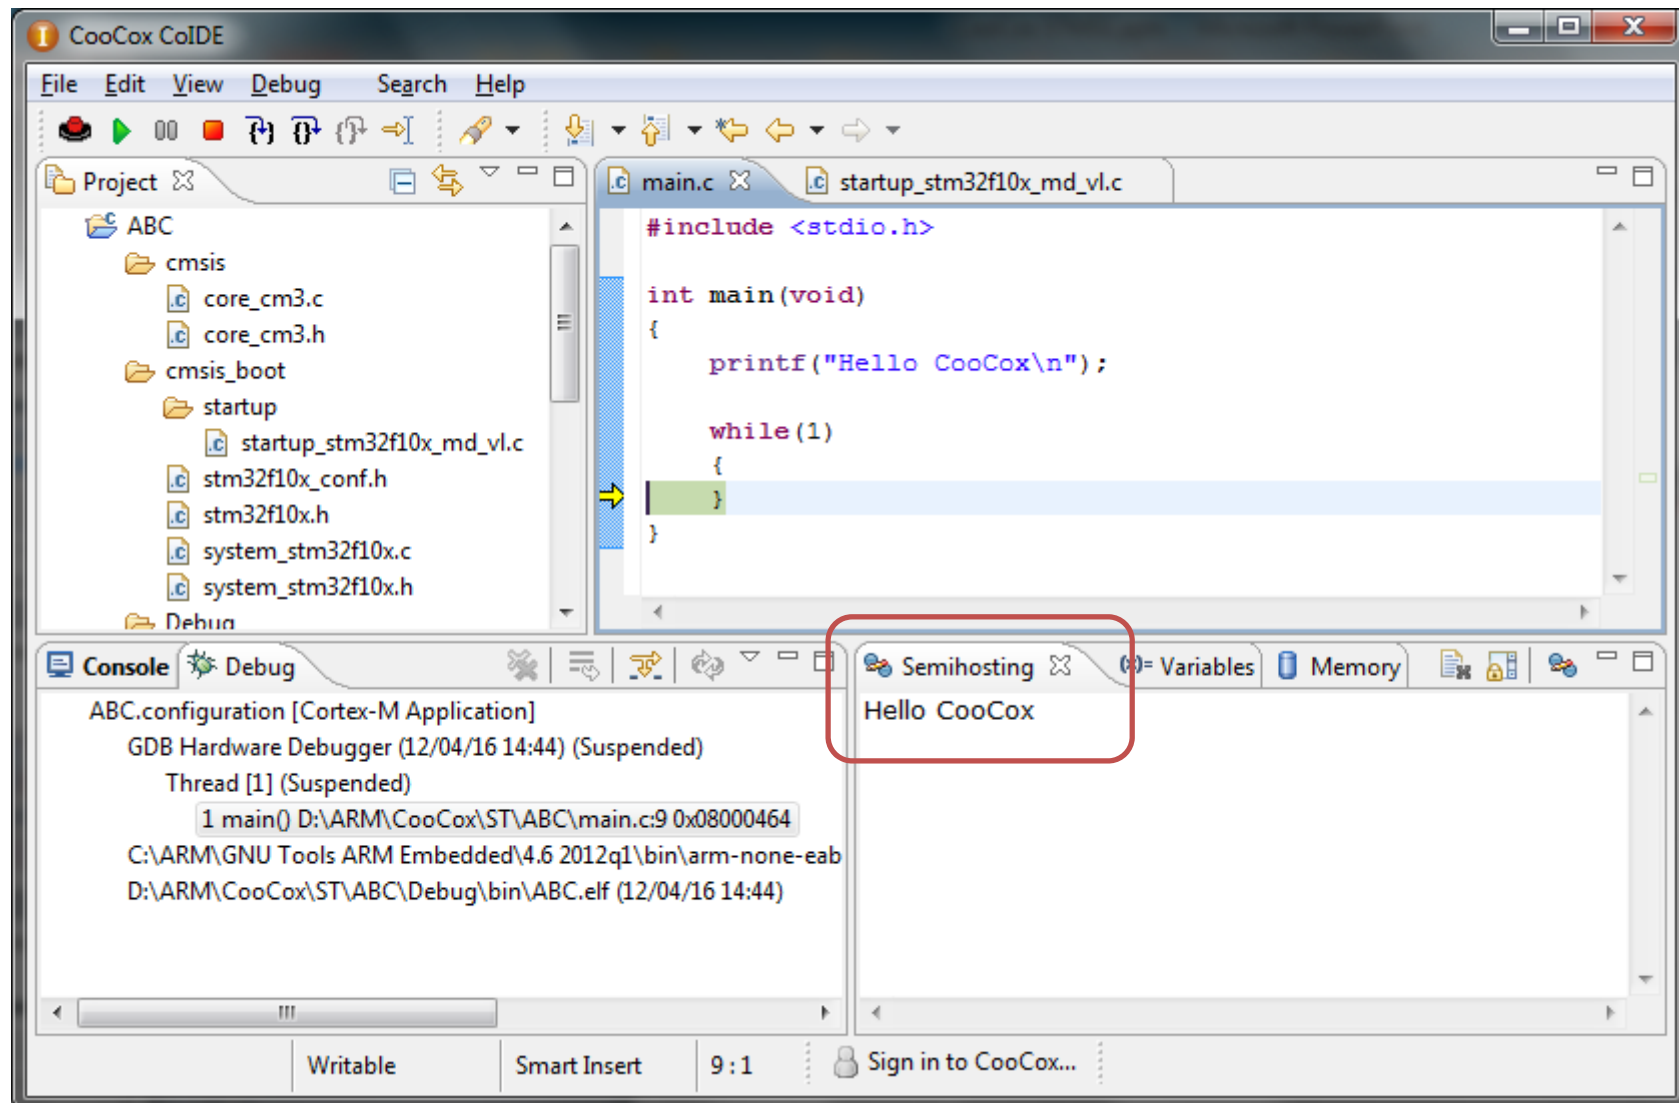 CooCox CoIDE
File Edit View Debug Search Help
Project
main.c startup_stm32f10x_md_vl.c
ABC
cmsis
core_cm3.c
core_cm3.h
cmsis_boot
startup
startup_stm32f10x_md_vl.c
stm32f10x_conf.h
stm32f10x.h
system_stm32f10x.c
system_stm32f10x.h
Debug
#include <stdio.h>
int main(void)
{
printf("Hello CooCox\n");
while(1)
{
}
}
Console Debug
ABC.configuration [Cortex-M Application]
GDB Hardware Debugger (12/04/16 14:44) (Suspended)
Thread [1] (Suspended)
1 main() D:\ARM\CooCox\ST\ABC\main.c:9 0x08000464
C:\ARM\GNU Tools ARM Embedded\4.6 2012q1\bin\arm-none-eab
D:\ARM\CooCox\ST\ABC\Debug\bin\ABC.elf (12/04/16 14:44)
Semihosting (x)= Variables Memory
Hello CooCox
Writable Smart Insert 9 : 1 Sign in to CooCox...